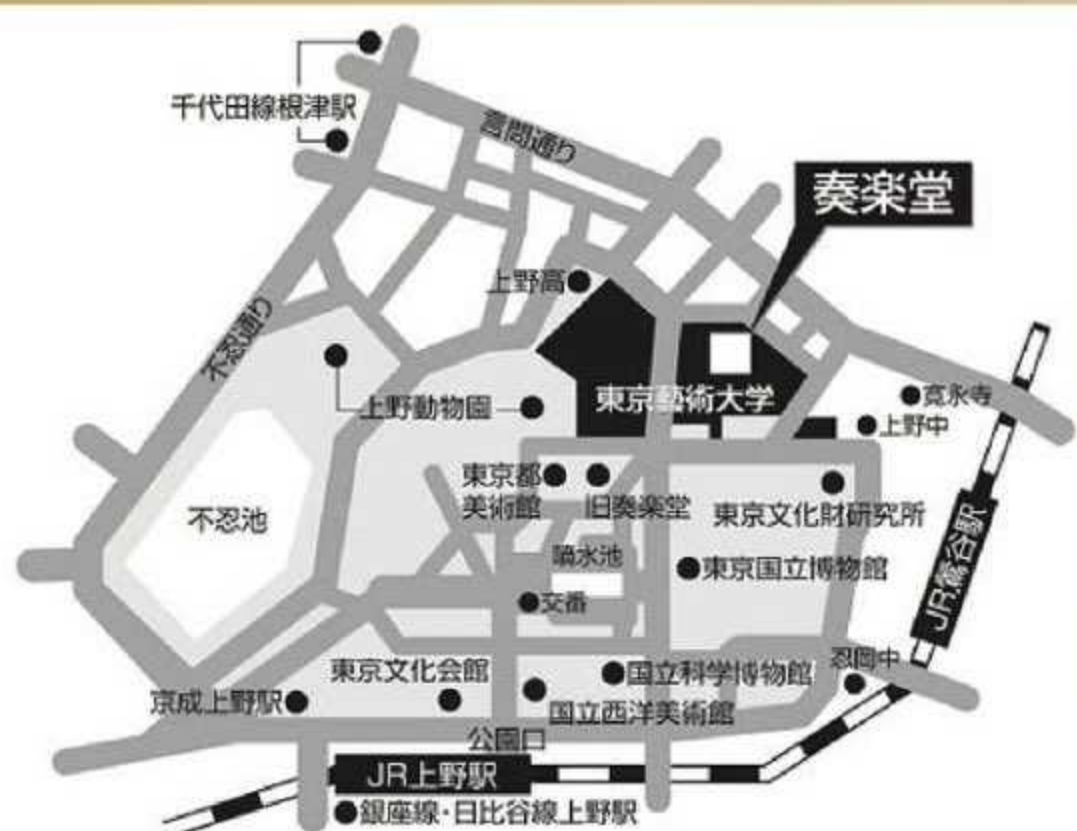 千代田線根津駅
言問通り
奏楽堂
上野高
不忍通り
上野動物園
東京藝術大学
寛永寺
上野中
東京都
美術館
旧奏楽堂
東京文化財研究所
不忍池
噴水池
東京国立博物館
JR鶯谷駅
交番
忍岡中
東京文化会館
国立科学博物館
京成上野駅
国立西洋美術館
公園口
JR上野駅
銀座線・日比谷線上野駅